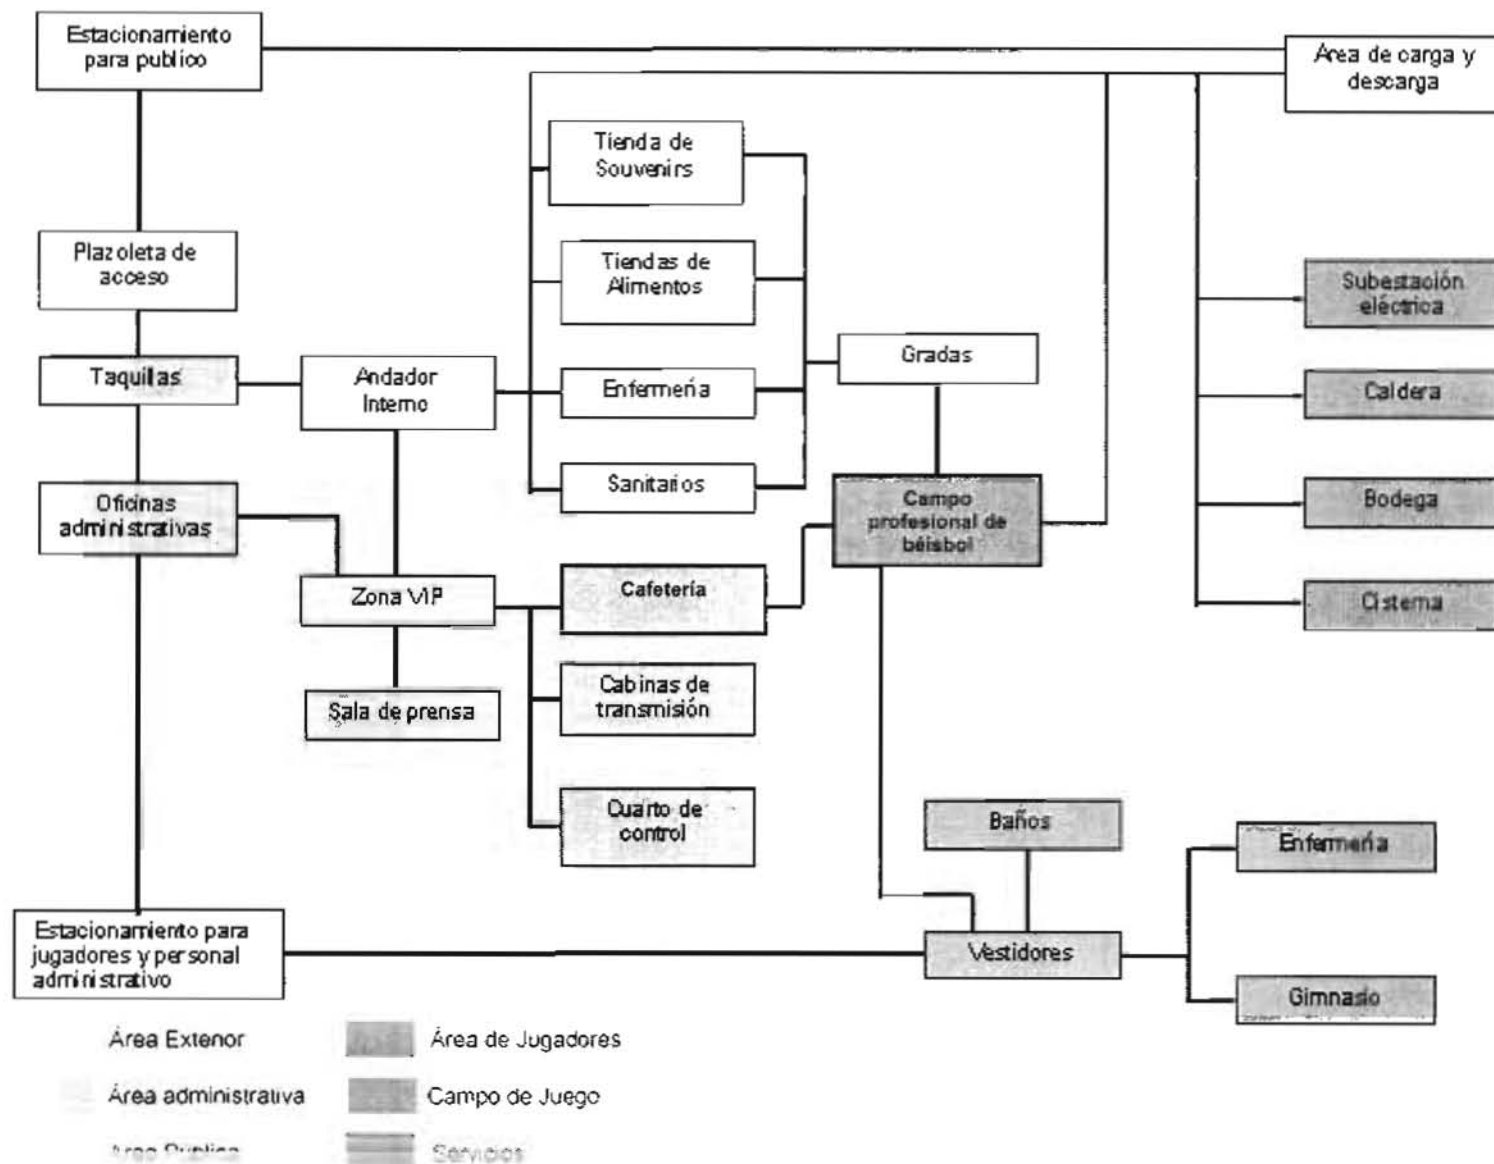 Estacionamiento
para publico
Area de carga y
descarga
Tienda de
Souvenirs
Plazoleta de
acceso
Tiendas de
Alimentos
Subestación
eléctrica
Gradas
Taquillas
Andador
Interno
Enfermería
Caldera
Sanitarios
Oficinas
administrativas
Campo
profesional de
béisbol
Bodega
Zona VIP
Cafetería
Cisterna
Sala de prensa
Cabinas de
transmisión
Cuarto de
control
Baños
Enfermería
Estacionamiento para
jugadores y personal
administrativo
Vestidores
Gimnasio
Área Exterior
Área de Jugadores
Área administrativa
Campo de Juego
Area Publica
Servicios